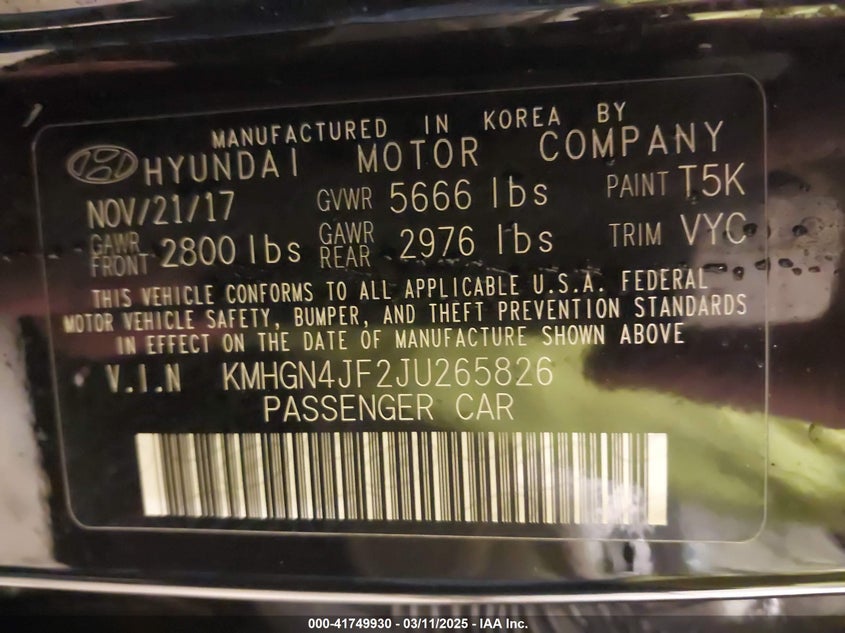 MANUFACTURED IN KOREA BY
HYUNDAI MOTOR COMPANY
NOV/21/17 GVWR 5666 lbs PAINT T5K
GAWR FRONT 2800 lbs GAWR REAR 2976 lbs TRIM VYC
THIS VEHICLE CONFORMS TO ALL APPLICABLE U.S.A. FEDERAL
MOTOR VEHICLE SAFETY, BUMPER, AND THEFT PREVENTION STANDARDS
IN EFFECT ON THE DATE OF MANUFACTURE SHOWN ABOVE
V.I.N KMHGN4JF2JU265826
PASSENGER CAR
000-41749930 - 03/11/2025 - IAA Inc.